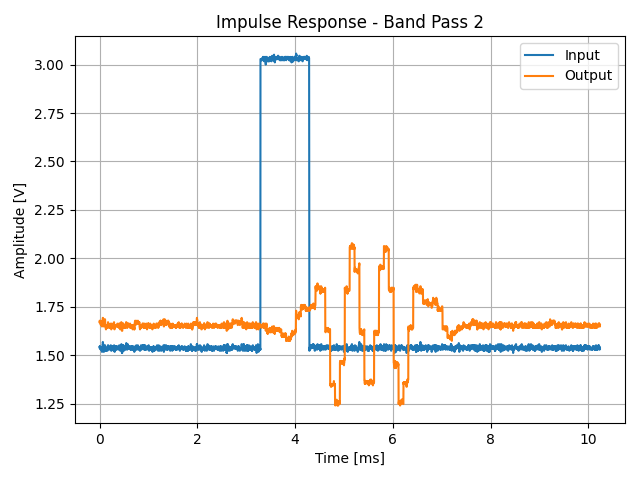 Impulse Response - Band Pass 2
Input
Output
Amplitude [V]
3.00
2.75
2.50
2.25
2.00
1.75
1.50
1.25
0 2 4 6 8 10
Time [ms]